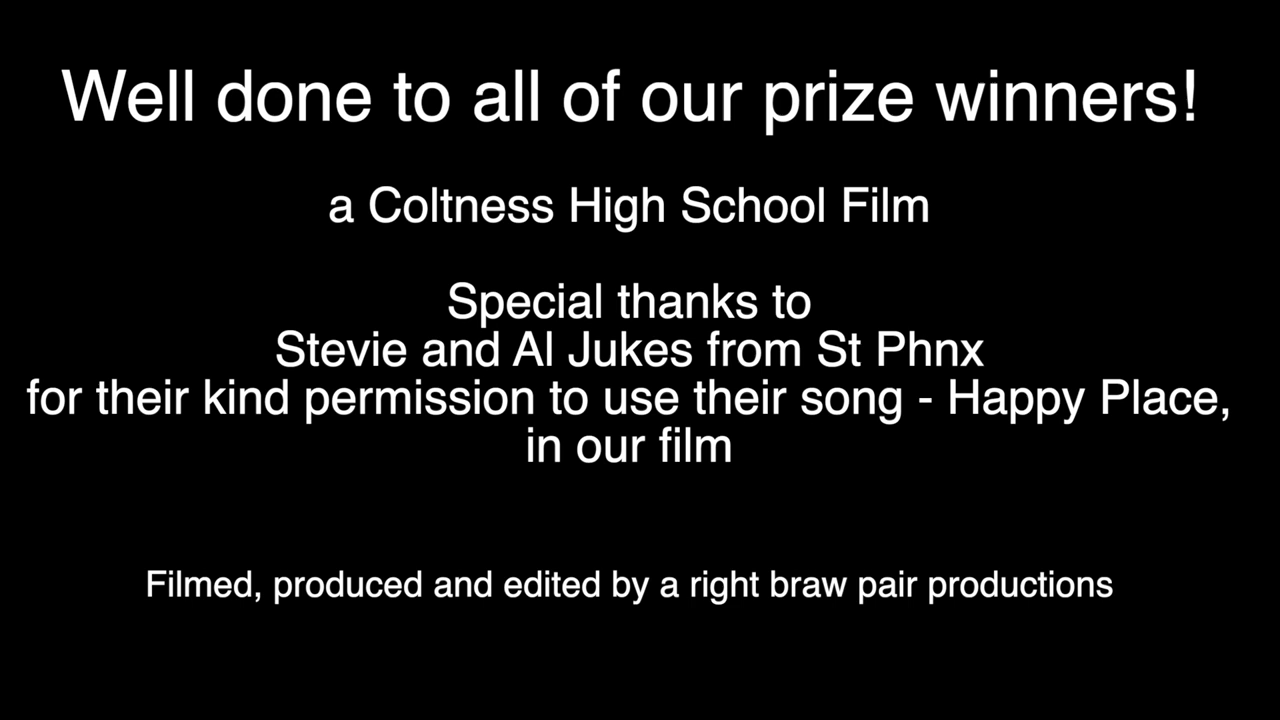 Well done to all of our prize winners!
a Coltness High School Film
Special thanks to
Stevie and Al Jukes from St Phnx
for their kind permission to use their song - Happy Place,
in our film
Filmed, produced and edited by a right braw pair productions